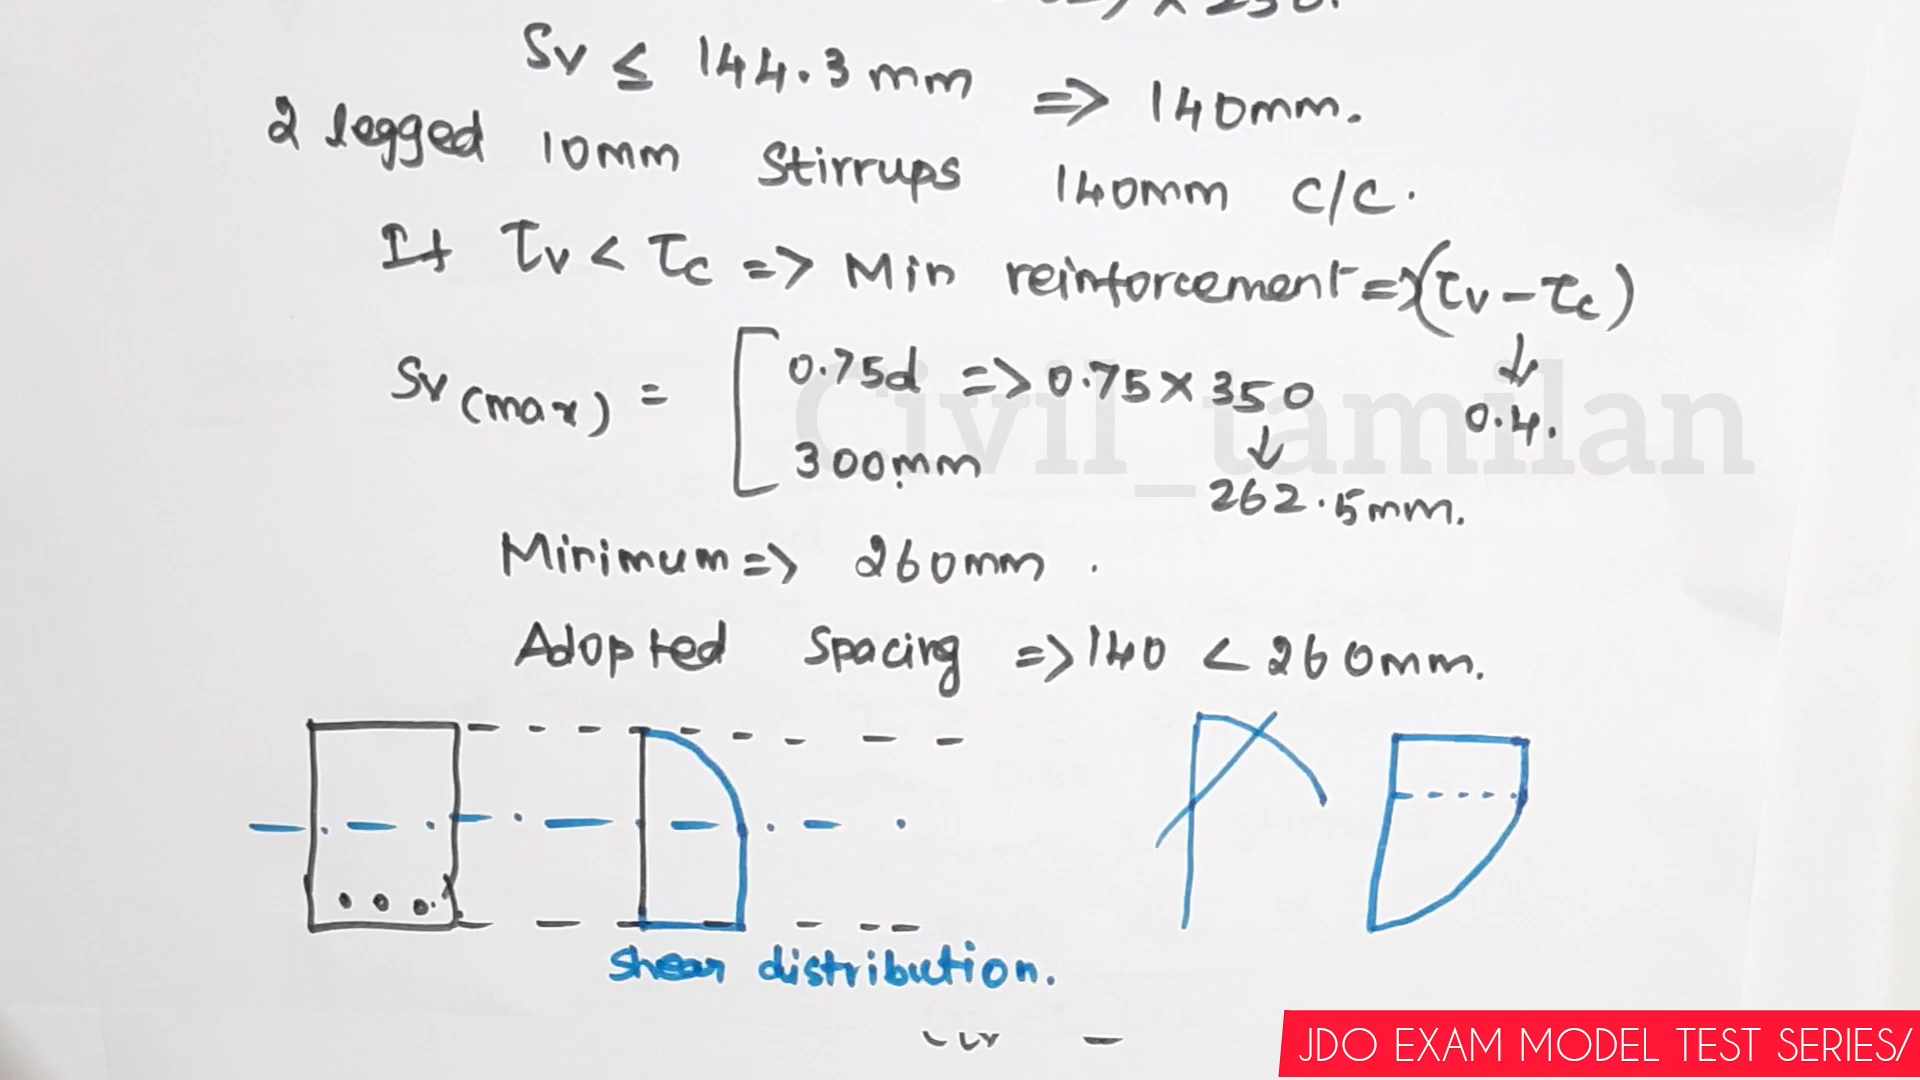 Sv ≤ 144.3 mm => 140mm.
2 legged 10mm stirrups 140mm c/c.
If τv < τc => Min reinforcement => (τv - τc)
↓
0.4.
Sv (max) = [ 0.75d => 0.75 x 350
↓
300mm
262.5mm.
Minimum => 260mm.
Adopted spacing => 140 < 260mm.
shear distribution.
Civil_tamilan
JDO EXAM MODEL TEST SERIES/